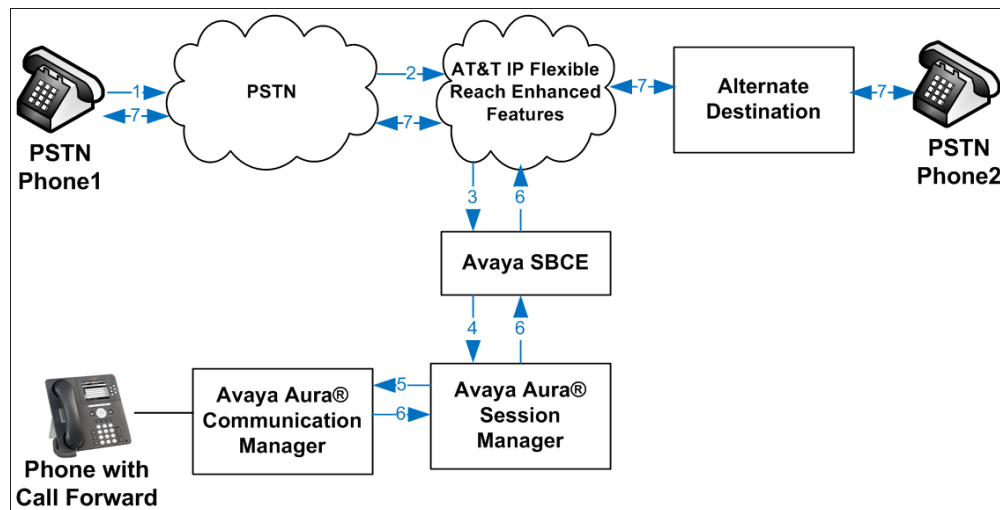 PSTN
Phone1
1
7
PSTN
2
7
AT&T IP Flexible
Reach Enhanced
Features
7
Alternate
Destination
7
PSTN
Phone2
3
6
Avaya SBCE
4
6
Phone with
Call Forward
Avaya Aura®
Communication
Manager
5
6
Avaya Aura®
Session
Manager